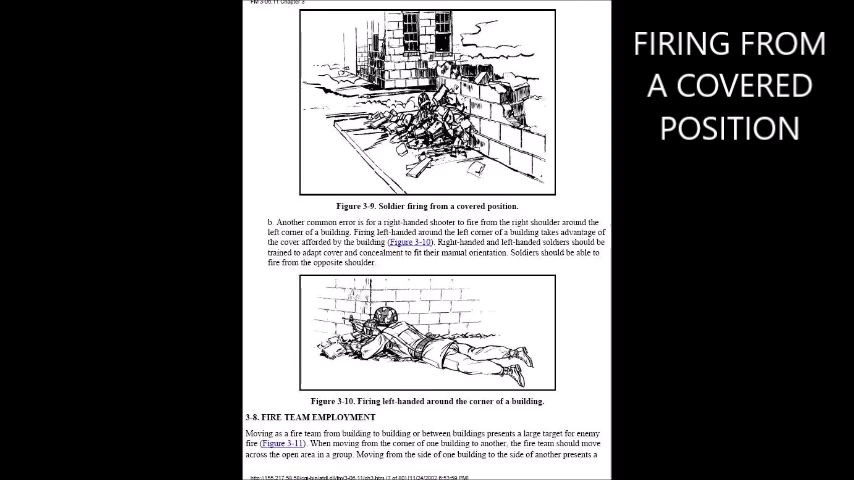 FM 3-06.11 Chapter 3
FIRING FROM
A COVERED
POSITION
Figure 3-9. Soldier firing from a covered position.
b. Another common error is for a right-handed shooter to fire from the right shoulder around the
left corner of a building. Firing left-handed around the left corner of a building takes advantage of
the cover afforded by the building (Figure 3-10). Right-handed and left-handed soldiers should be
trained to adapt cover and concealment to fit their manual orientation. Soldiers should be able to
fire from the opposite shoulder.
Figure 3-10. Firing left-handed around the corner of a building.
3-8. FIRE TEAM EMPLOYMENT
Moving as a fire team from building to building or between buildings presents a large target for enemy
fire (Figure 3-11). When moving from the corner of one building to another, the fire team should move
across the open area in a group. Moving from the side of one building to the side of another presents a